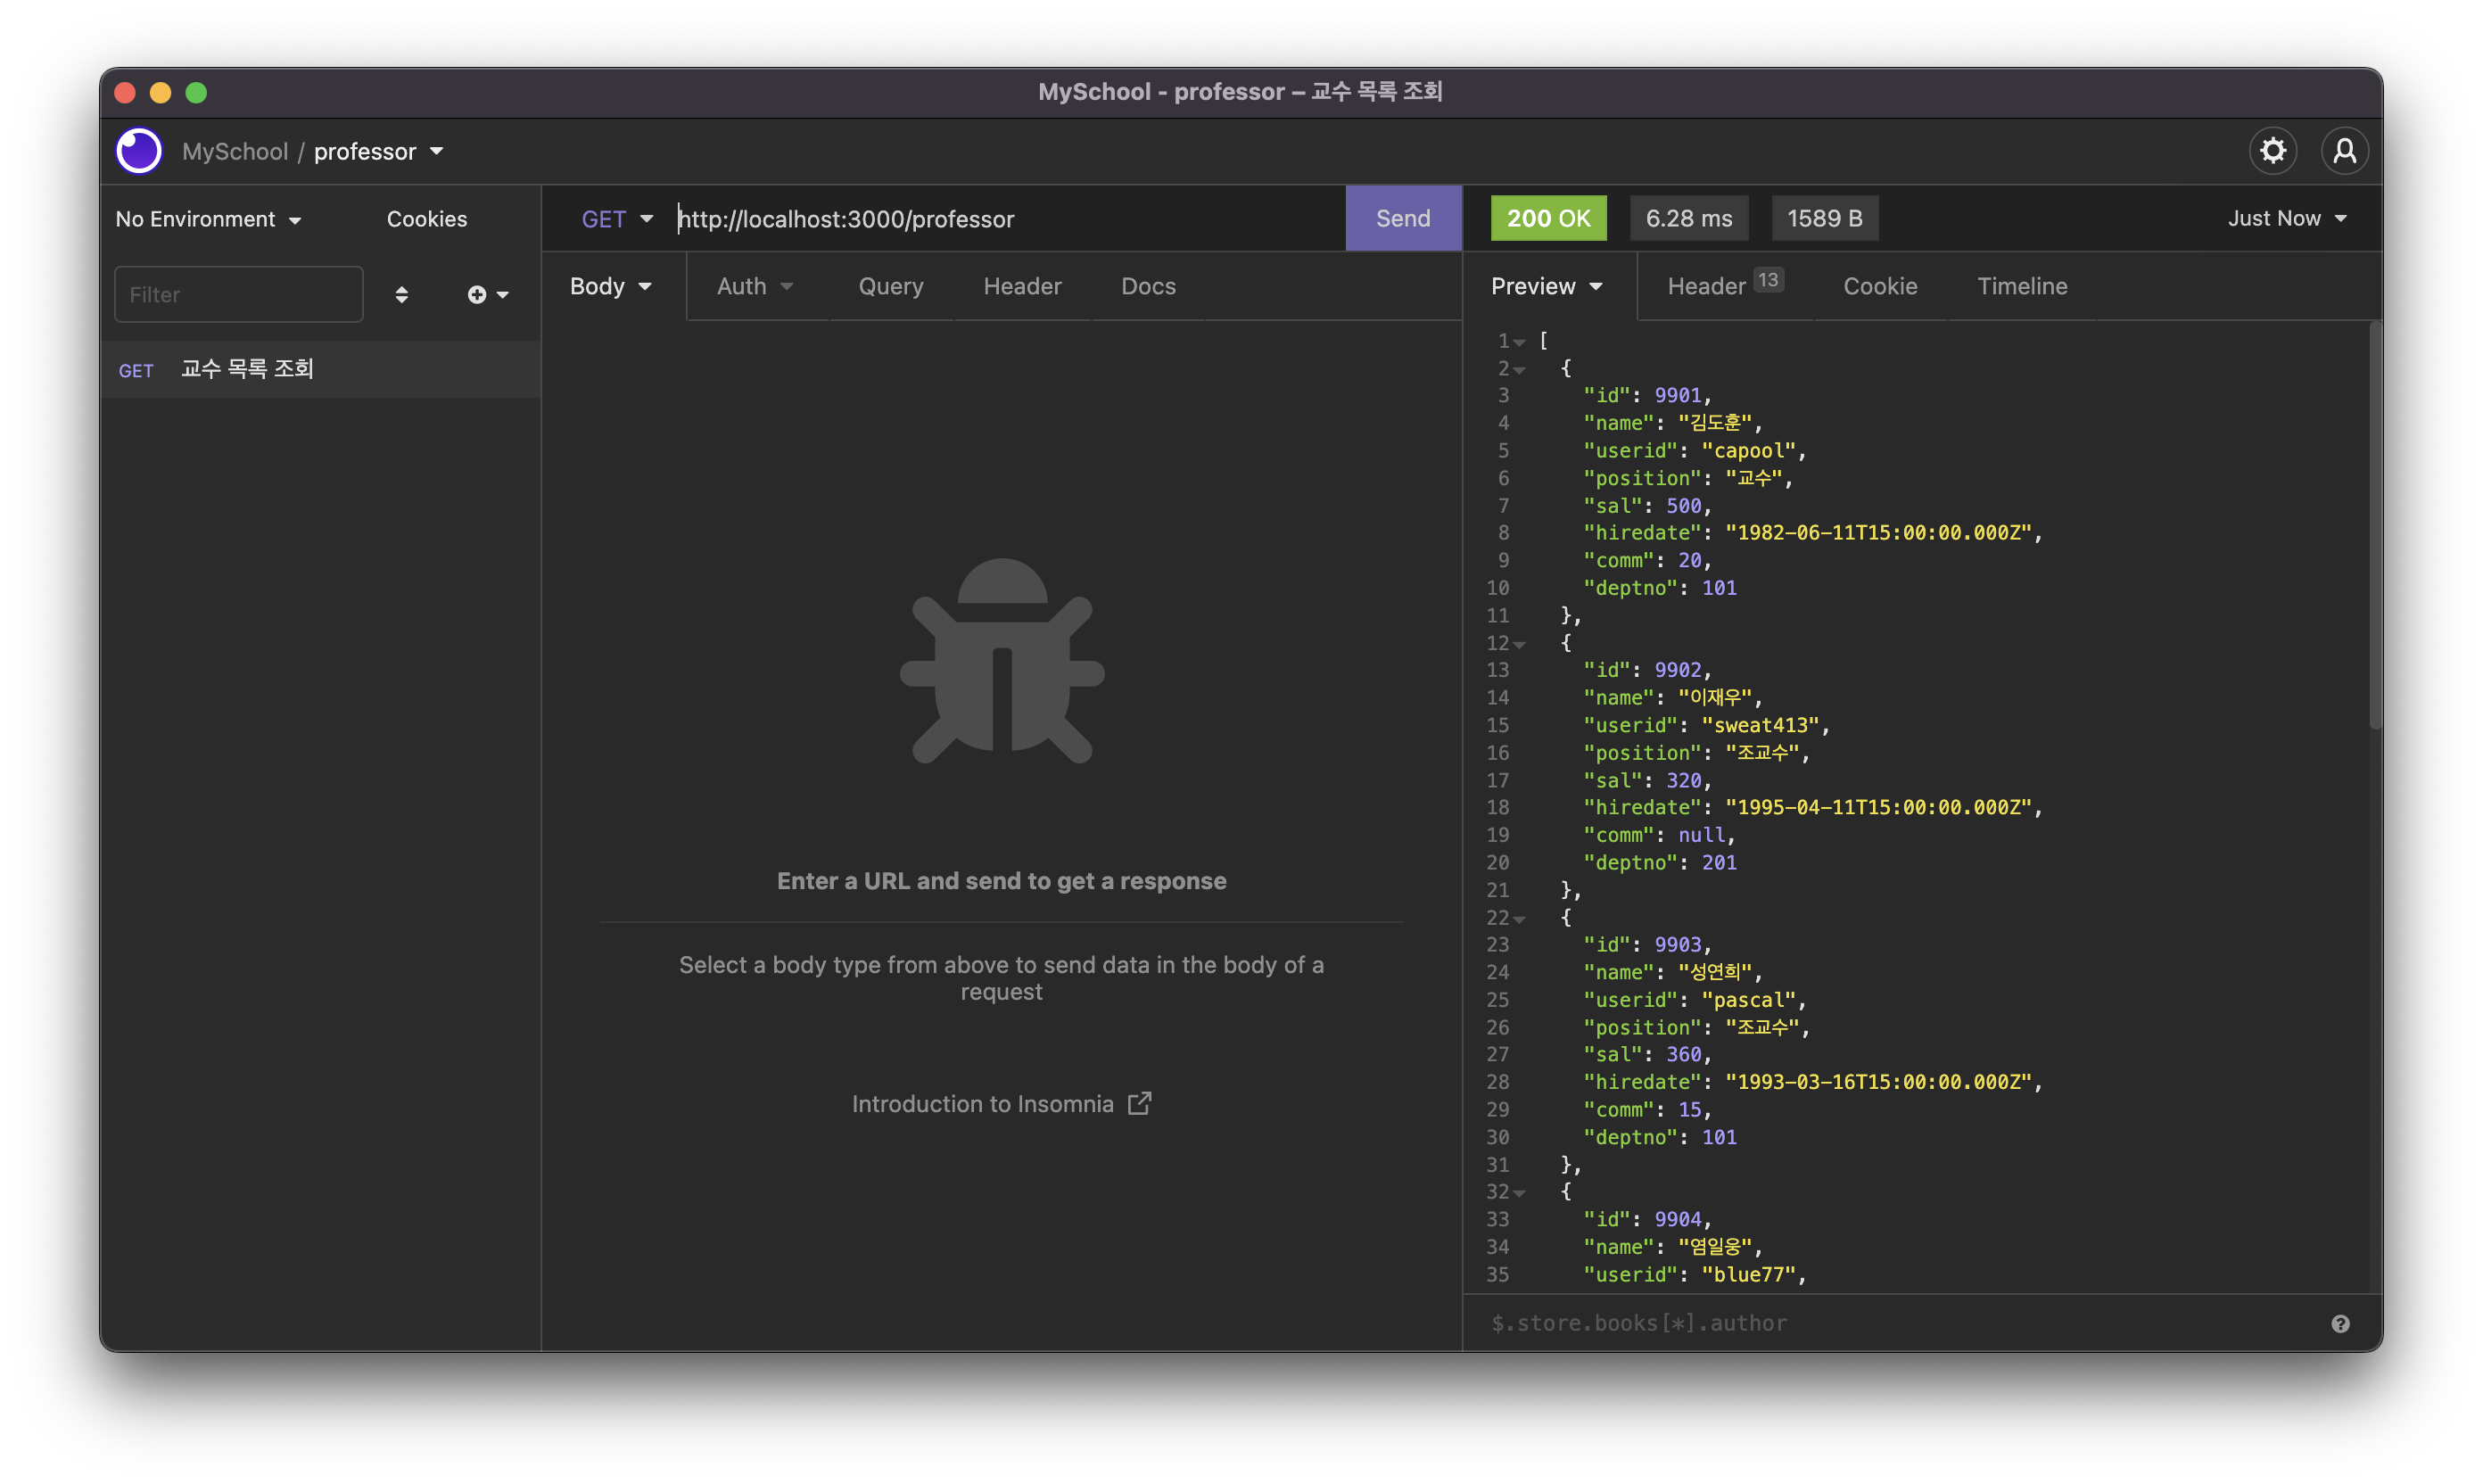 MySchool - professor – 교수 목록 조회
MySchool / professor
No Environment
Cookies
Filter
GET 교수 목록 조회
GET http://localhost:3000/professor
Send
Body
Auth
Query
Header
Docs
Enter a URL and send to get a response
Select a body type from above to send data in the body of a
request
Introduction to Insomnia
200 OK
6.28 ms
1589 B
Just Now
Preview
Header 13
Cookie
Timeline
1 [
2 {
3 "id": 9901,
4 "name": "김도훈",
5 "userid": "capool",
6 "position": "교수",
7 "sal": 500,
8 "hiredate": "1982-06-11T15:00:00.000Z",
9 "comm": 20,
10 "deptno": 101
11 },
12 {
13 "id": 9902,
14 "name": "이재우",
15 "userid": "sweat413",
16 "position": "조교수",
17 "sal": 320,
18 "hiredate": "1995-04-11T15:00:00.000Z",
19 "comm": null,
20 "deptno": 201
21 },
22 {
23 "id": 9903,
24 "name": "성연희",
25 "userid": "pascal",
26 "position": "조교수",
27 "sal": 360,
28 "hiredate": "1993-03-16T15:00:00.000Z",
29 "comm": 15,
30 "deptno": 101
31 },
32 {
33 "id": 9904,
34 "name": "염일웅",
35 "userid": "blue77",
$.store.books[*].author